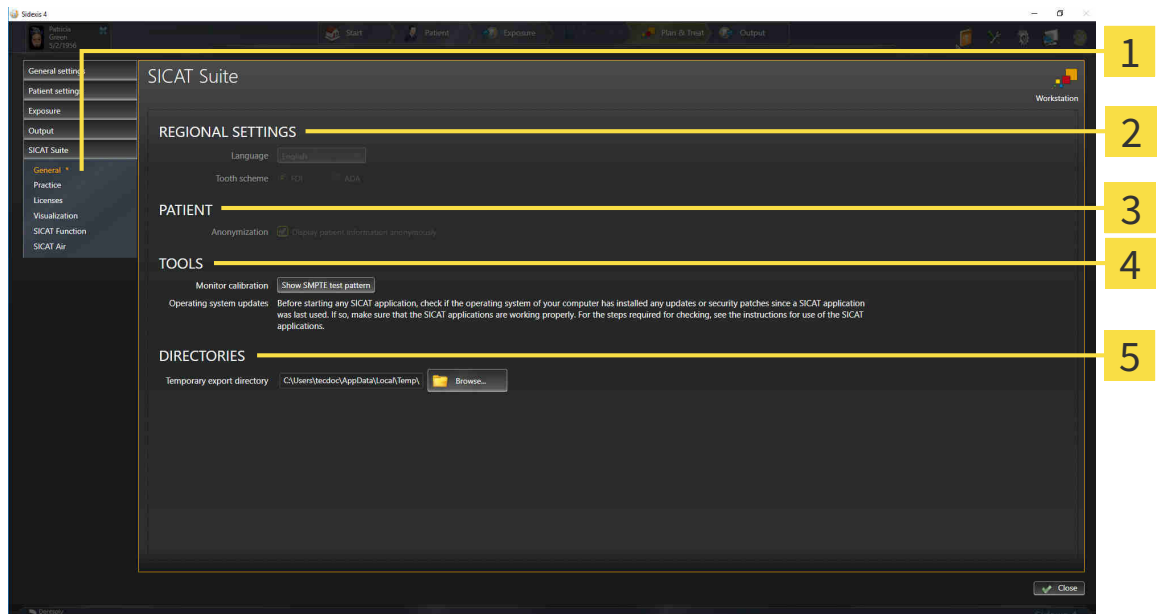 Sidexis 4
Patricia
Green
5/2/1956
Start
Patient
Exposure
Plan & Treat
Output
1
General settings
Patient settings
Exposure
Output
SICAT Suite
General *
Practice
Licenses
Visualization
SICAT Function
SICAT Air
SICAT Suite
Workstation
REGIONAL SETTINGS
2
Language English
Tooth scheme FDI ADA
PATIENT
3
Anonymization Display patient information anonymously
TOOLS
4
Monitor calibration Show SMPTE test pattern
Operating system updates Before starting any SICAT application, check if the operating system of your computer has installed any updates or security patches since a SICAT application
was last used. If so, make sure that the SICAT applications are working properly. For the steps required for checking, see the instructions for use of the SICAT
applications.
DIRECTORIES
5
Temporary export directory C:\Users\tecdoc\AppData\Local\Temp\ Browse...
Close